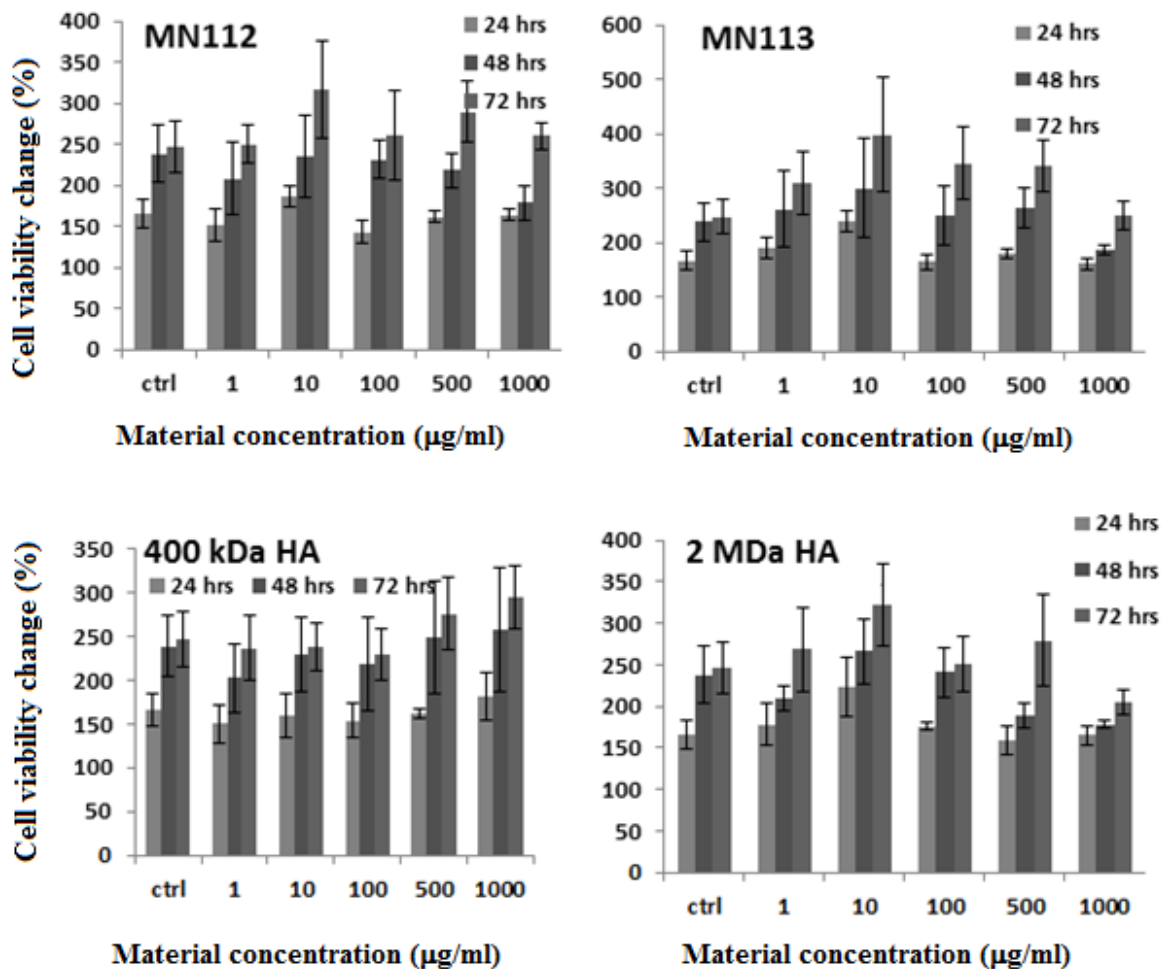 MN112
24 hrs
48 hrs
72 hrs
Cell viability change (%)
400
350
300
250
200
150
100
50
0
ctrl 1 10 100 500 1000
Material concentration (µg/ml)
MN113
24 hrs
48 hrs
72 hrs
600
500
400
300
200
100
0
ctrl 1 10 100 500 1000
Material concentration (µg/ml)
400 kDa HA
24 hrs 48 hrs 72 hrs
Cell viability change (%)
350
300
250
200
150
100
50
0
ctrl 1 10 100 500 1000
Material concentration (µg/ml)
2 MDa HA
24 hrs
48 hrs
72 hrs
400
350
300
250
200
150
100
50
0
ctrl 1 10 100 500 1000
Material concentration (µg/ml)